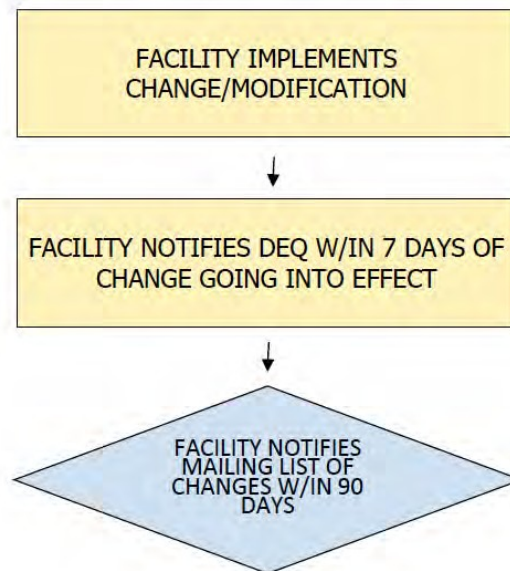 FACILITY IMPLEMENTS
CHANGE/MODIFICATION
FACILITY NOTIFIES DEQ W/IN 7 DAYS OF
CHANGE GOING INTO EFFECT
FACILITY NOTIFIES
MAILING LIST OF
CHANGES W/IN 90
DAYS